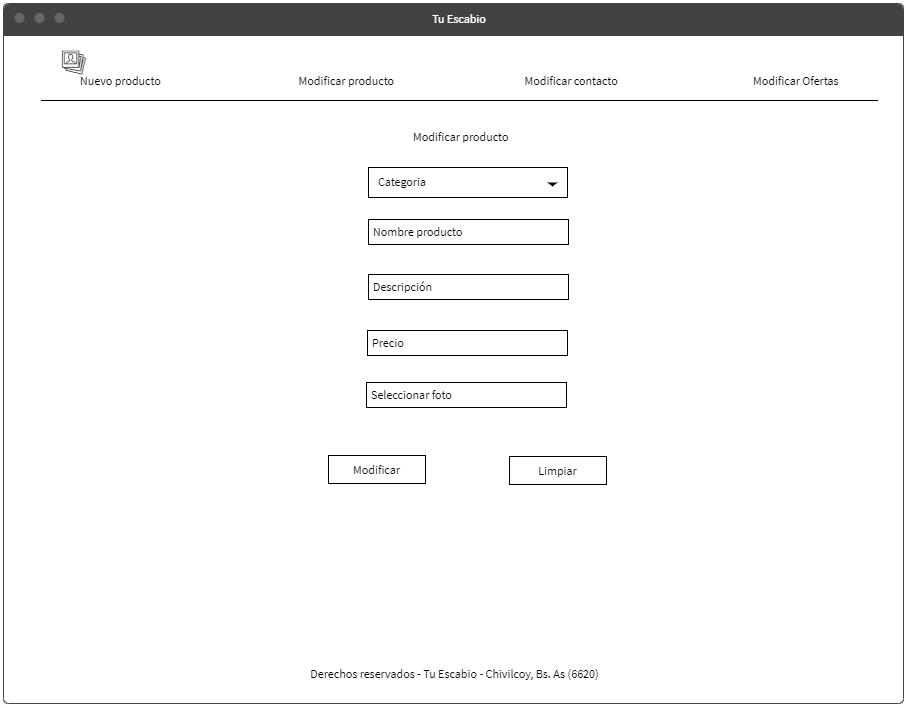 Tu Escabio
Nuevo producto
Modificar producto
Modificar contacto
Modificar Ofertas
Modificar producto
Categoria
Nombre producto
Descripción
Precio
Seleccionar foto
Modificar
Limpiar
Derechos reservados - Tu Escabio - Chivilcoy, Bs. As (6620)